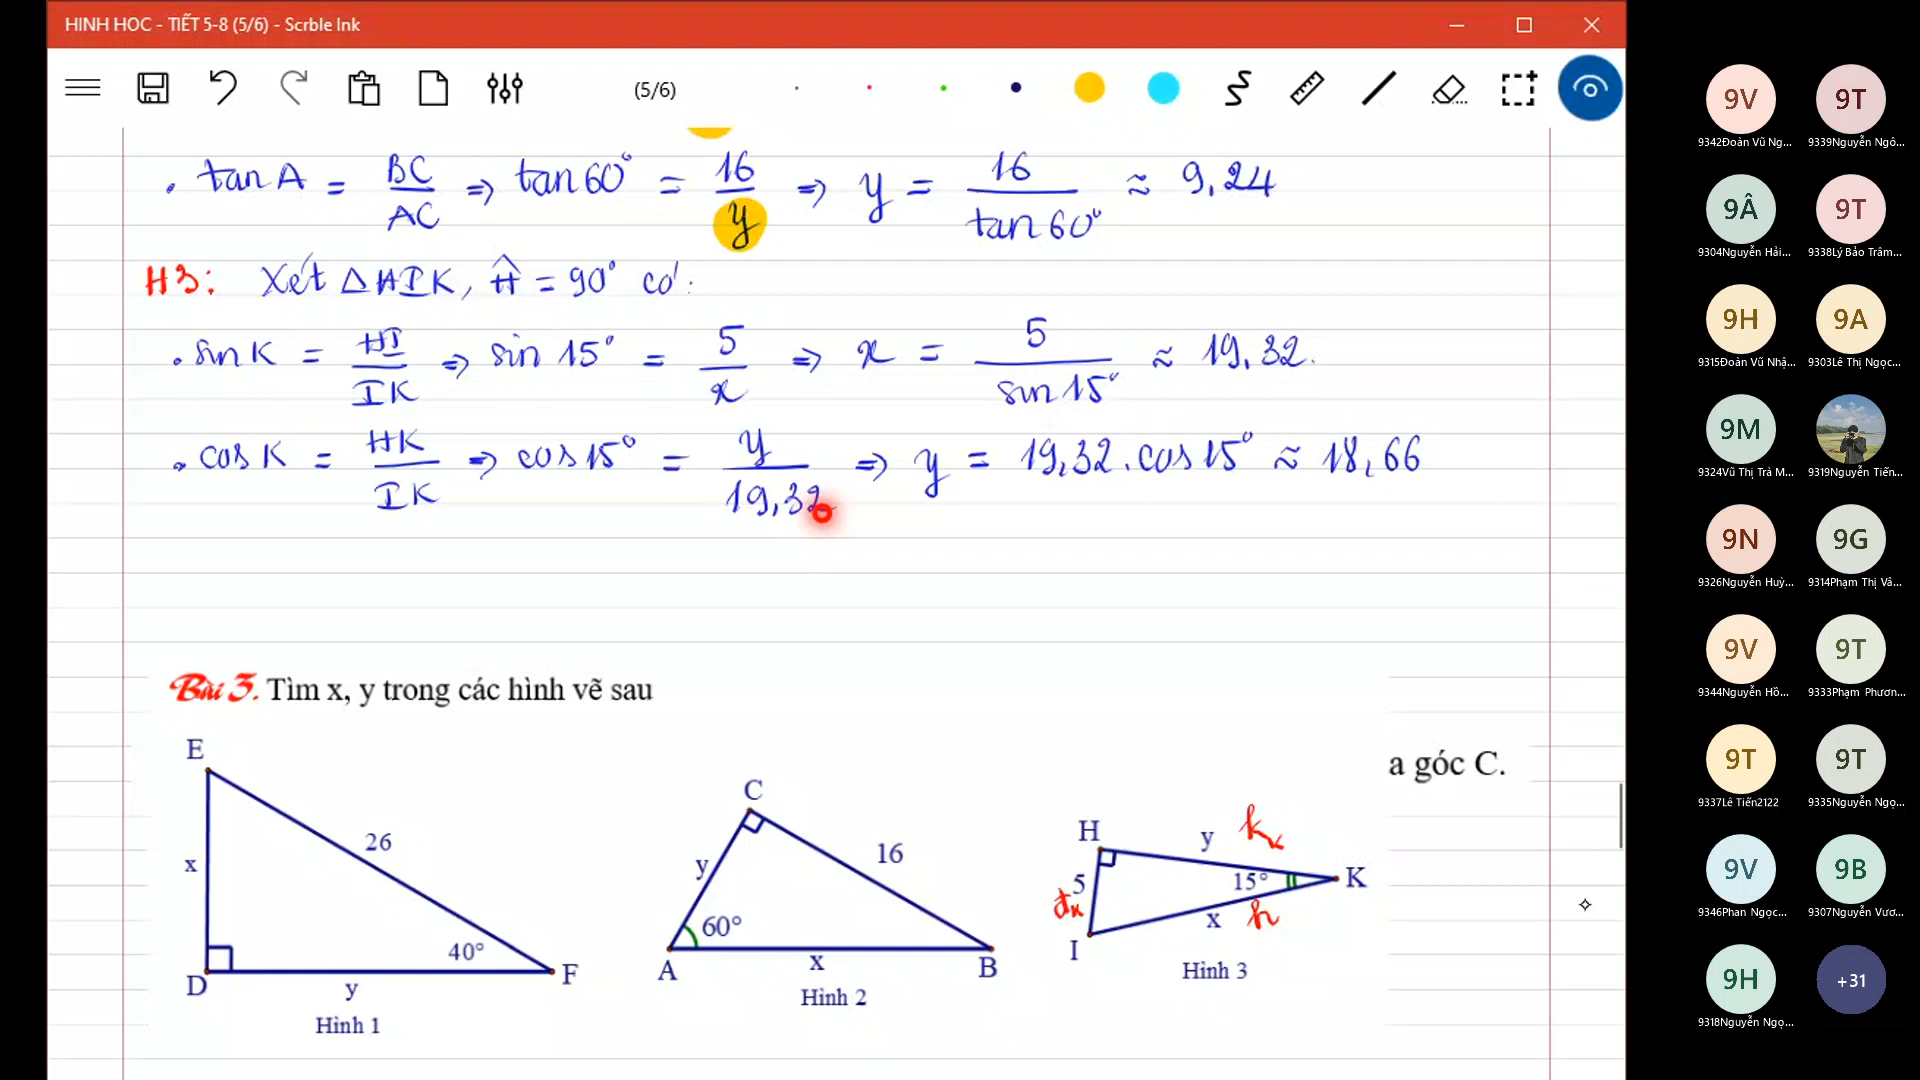 HINH HOC - TIẾT 5-8 (5/6) - Scrble Ink
(5/6)
. tan A = BC/AC => tan 60° = 16/y => y = 16/tan 60° ≈ 9,24
H3: Xét △HIK, Ĥ = 90° có:
. sin K = HI/IK => sin 15° = 5/x => x = 5/sin 15° ≈ 19,32.
. cos K = HK/IK => cos 15° = y/19,32 => y = 19,32 . cos 15° ≈ 18,66
Bài 3. Tìm x, y trong các hình vẽ sau
a góc C.
E
x
26
D
40°
F
y
Hình 1
C
y
16
60°
A
x
B
Hình 2
H
y
k
5
15°
K
đ
x
h
I
Hình 3
9V
9342Đoàn Vũ Ng...
9T
9339Nguyễn Ngô...
9Â
9304Nguyễn Hải...
9T
9338Lý Bảo Trâm...
9H
9315Đoàn Vũ Nhậ...
9A
9303Lê Thị Ngọc...
9M
9324Vũ Thị Trà M...
9319Nguyễn Tiến...
9N
9326Nguyễn Huỳ...
9G
9314Phạm Thị Vâ...
9V
9344Nguyễn Hồ...
9T
9333Phạm Phươn...
9T
9337Lê Tiến2122
9T
9335Nguyễn Ngọ...
9V
9346Phan Ngọc...
9B
9307Nguyễn Vươ...
9H
9318Nguyễn Ngọ...
+31